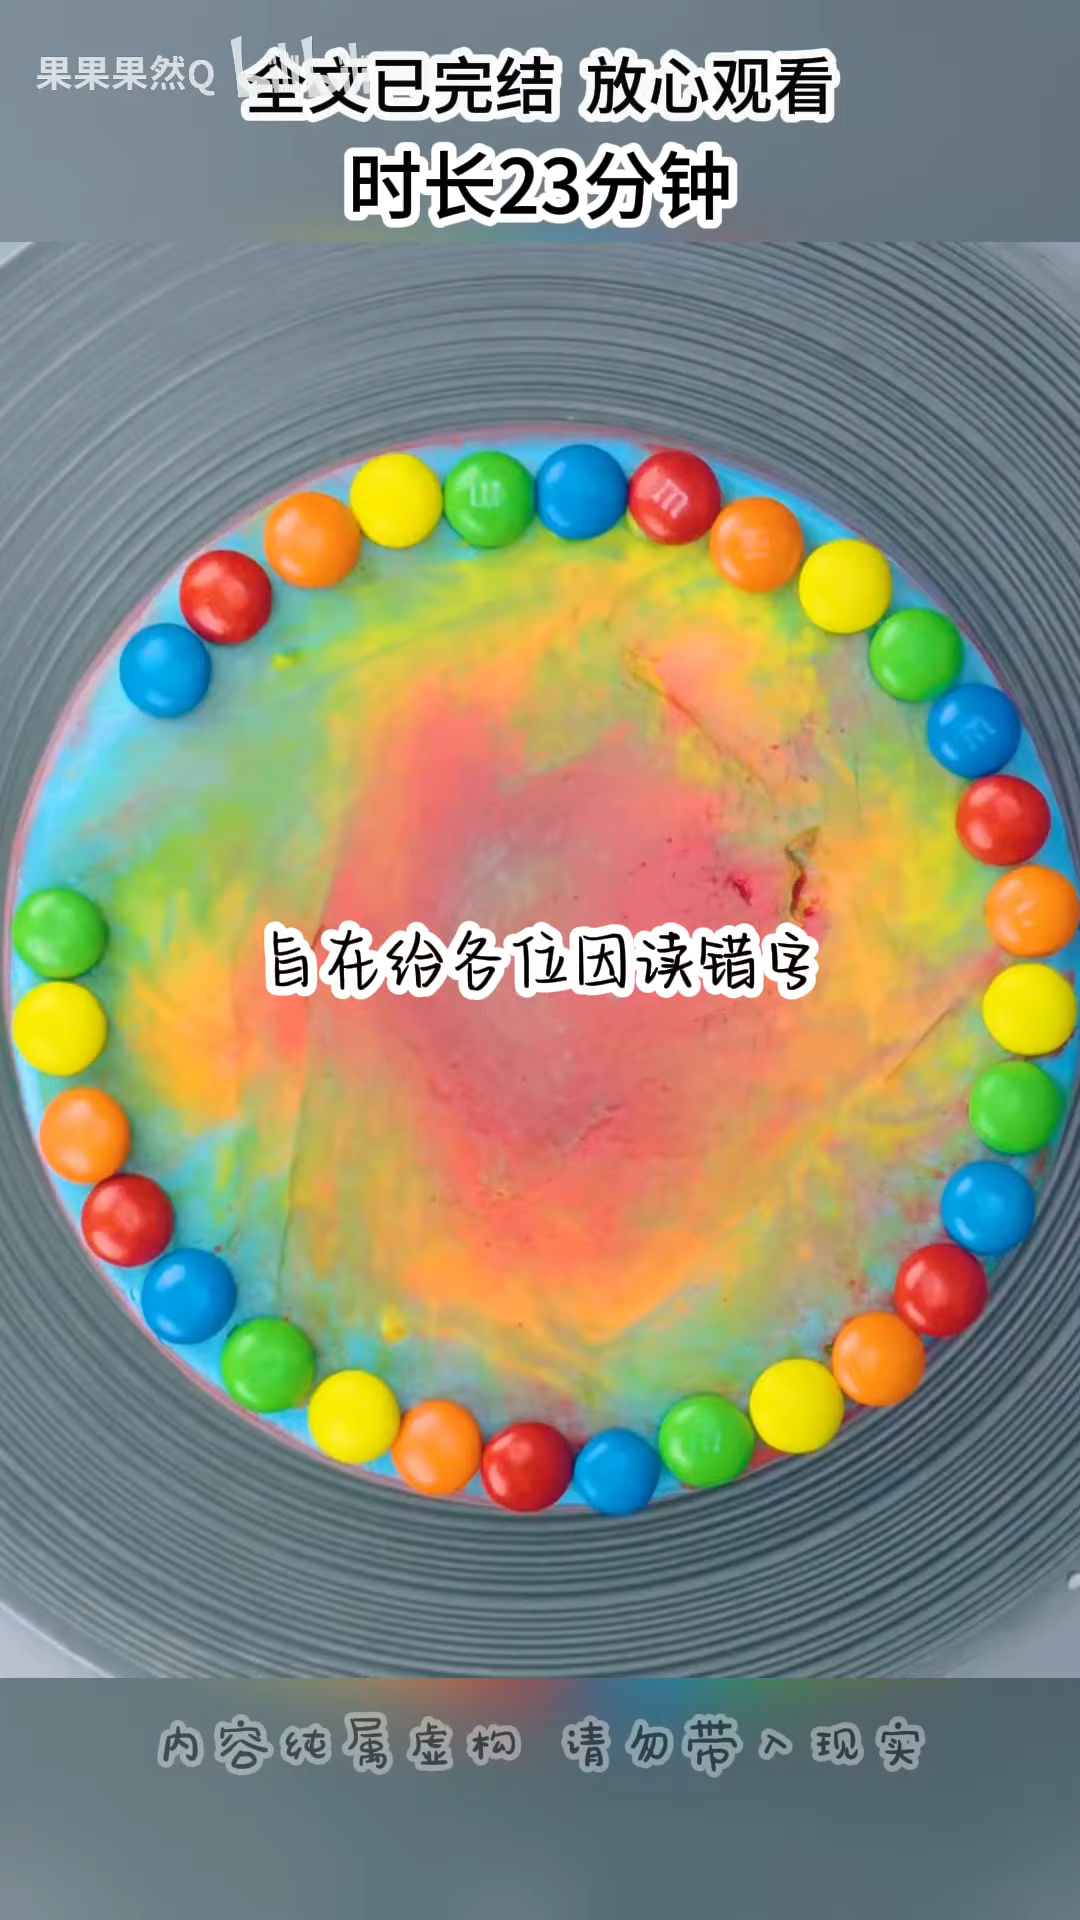 果果果然Q bilibili
全文已完结 放心观看
时长23分钟
m
m
旨在给各位因读错字
内容纯属虚构 请勿带入现实